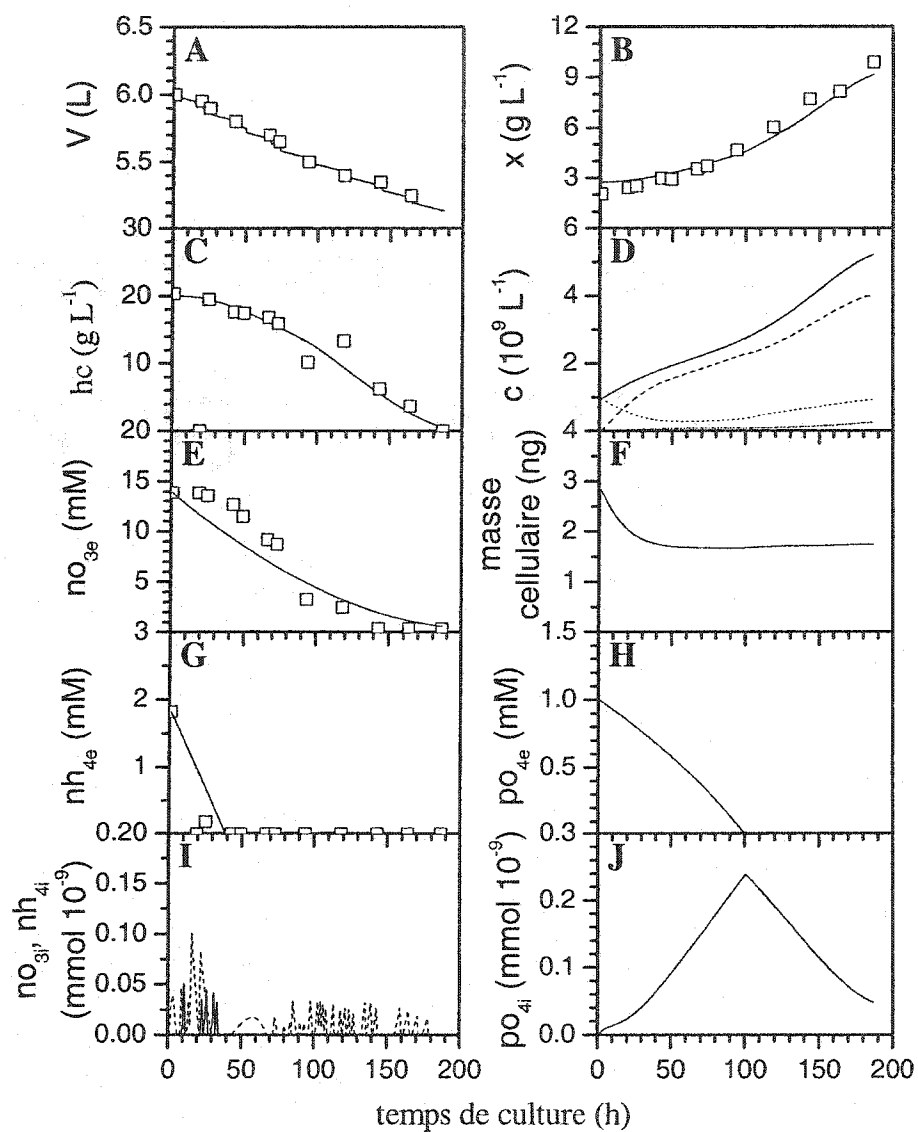 6.5
A
6.0
5.5
30
V (L)
12
B
9
6
3
6
x (g L⁻¹)
C
20
10
20
hc (g L⁻¹)
D
4
2
4
c (10⁹ L⁻¹)
E
15
10
5
3
no₃ₑ (mM)
F
3
2
1
1.5
masse
cellulaire (ng)
G
2
1
0.20
nh₄ₑ (mM)
H
1.0
0.5
0.3
po₄ₑ (mM)
I
0.15
0.10
0.05
0.00
no₃ᵢ, nh₄ᵢ
(mmol 10⁻⁹)
J
0.2
0.1
0.0
po₄ᵢ (mmol 10⁻⁹)
0 50 100 150 200
0 50 100 150 200
temps de culture (h)